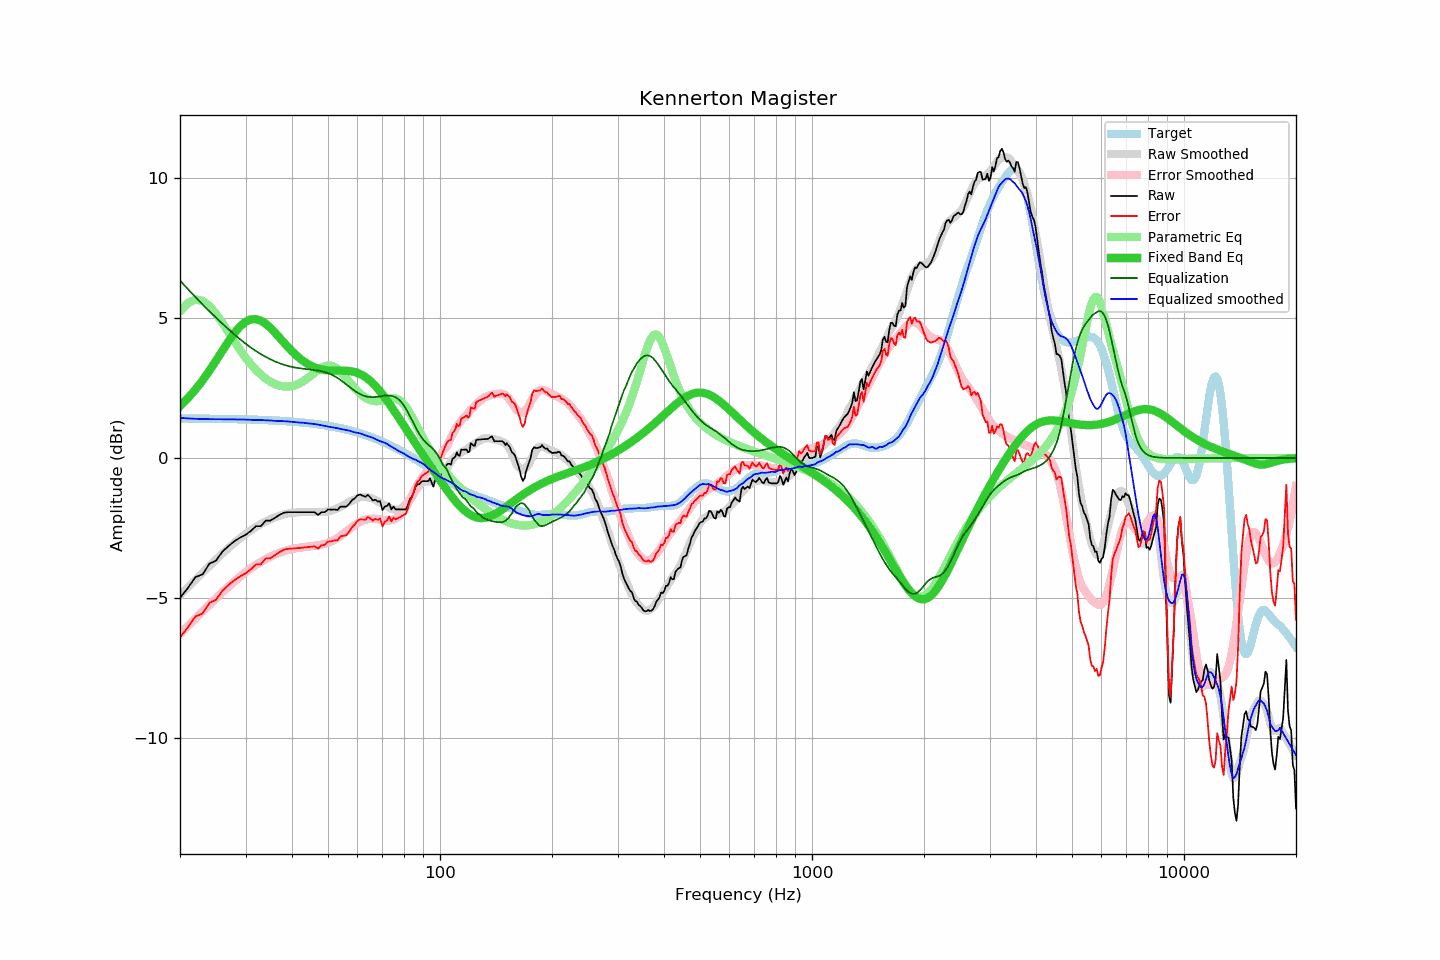 Kennerton Magister
Target
Raw Smoothed
Error Smoothed
Raw
Error
Parametric Eq
Fixed Band Eq
Equalization
Equalized smoothed
10
5
0
−5
−10
Amplitude (dBr)
100
1000
10000
Frequency (Hz)